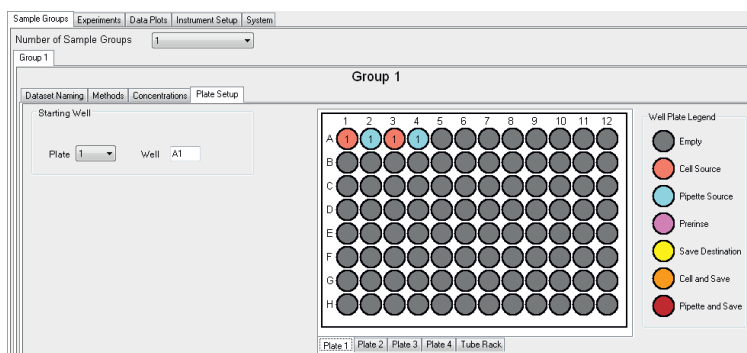 Sample Groups Experiments Data Plots Instrument Setup System
Number of Sample Groups 1
Group 1
Group 1
Dataset Naming Methods Concentrations Plate Setup
Starting Well
Plate 1 Well A1
1 2 3 4 5 6 7 8 9 10 11 12
A 1 1 1 1
B
C
D
E
F
G
H
Plate 1 Plate 2 Plate 3 Plate 4 Tube Rack
Well Plate Legend
Empty
Cell Source
Pipette Source
Prerinse
Save Destination
Cell and Save
Pipette and Save